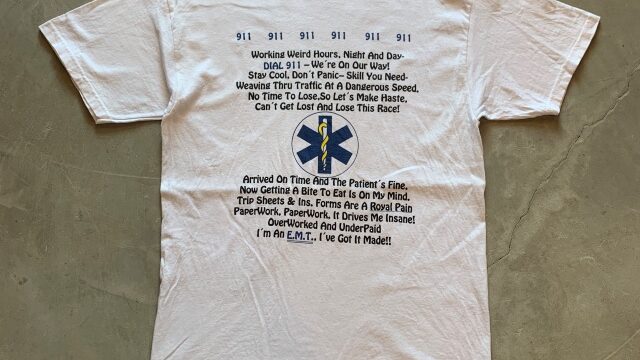 911 911 911 911 911 911
Working Weird Hours, Night And Day-
DIAL 911 – We´re On Our Way!
Stay Cool, Don´t Panic– Skill You Need-
Weaving Thru Traffic At A Dangerous Speed,
No Time To Lose,So Let´s Make Haste,
Can´t Get Lost And Lose This Race!
Arrived On Time And The Patient´s Fine,
Now Getting A Bite To Eat Is On My Mind,
Trip Sheets & Ins. Forms Are A Royal Pain
PaperWork, PaperWork, It Drives Me Insane!
OverWorked And UnderPaid
I´m An E.M.T., I´ve Got It Made!!